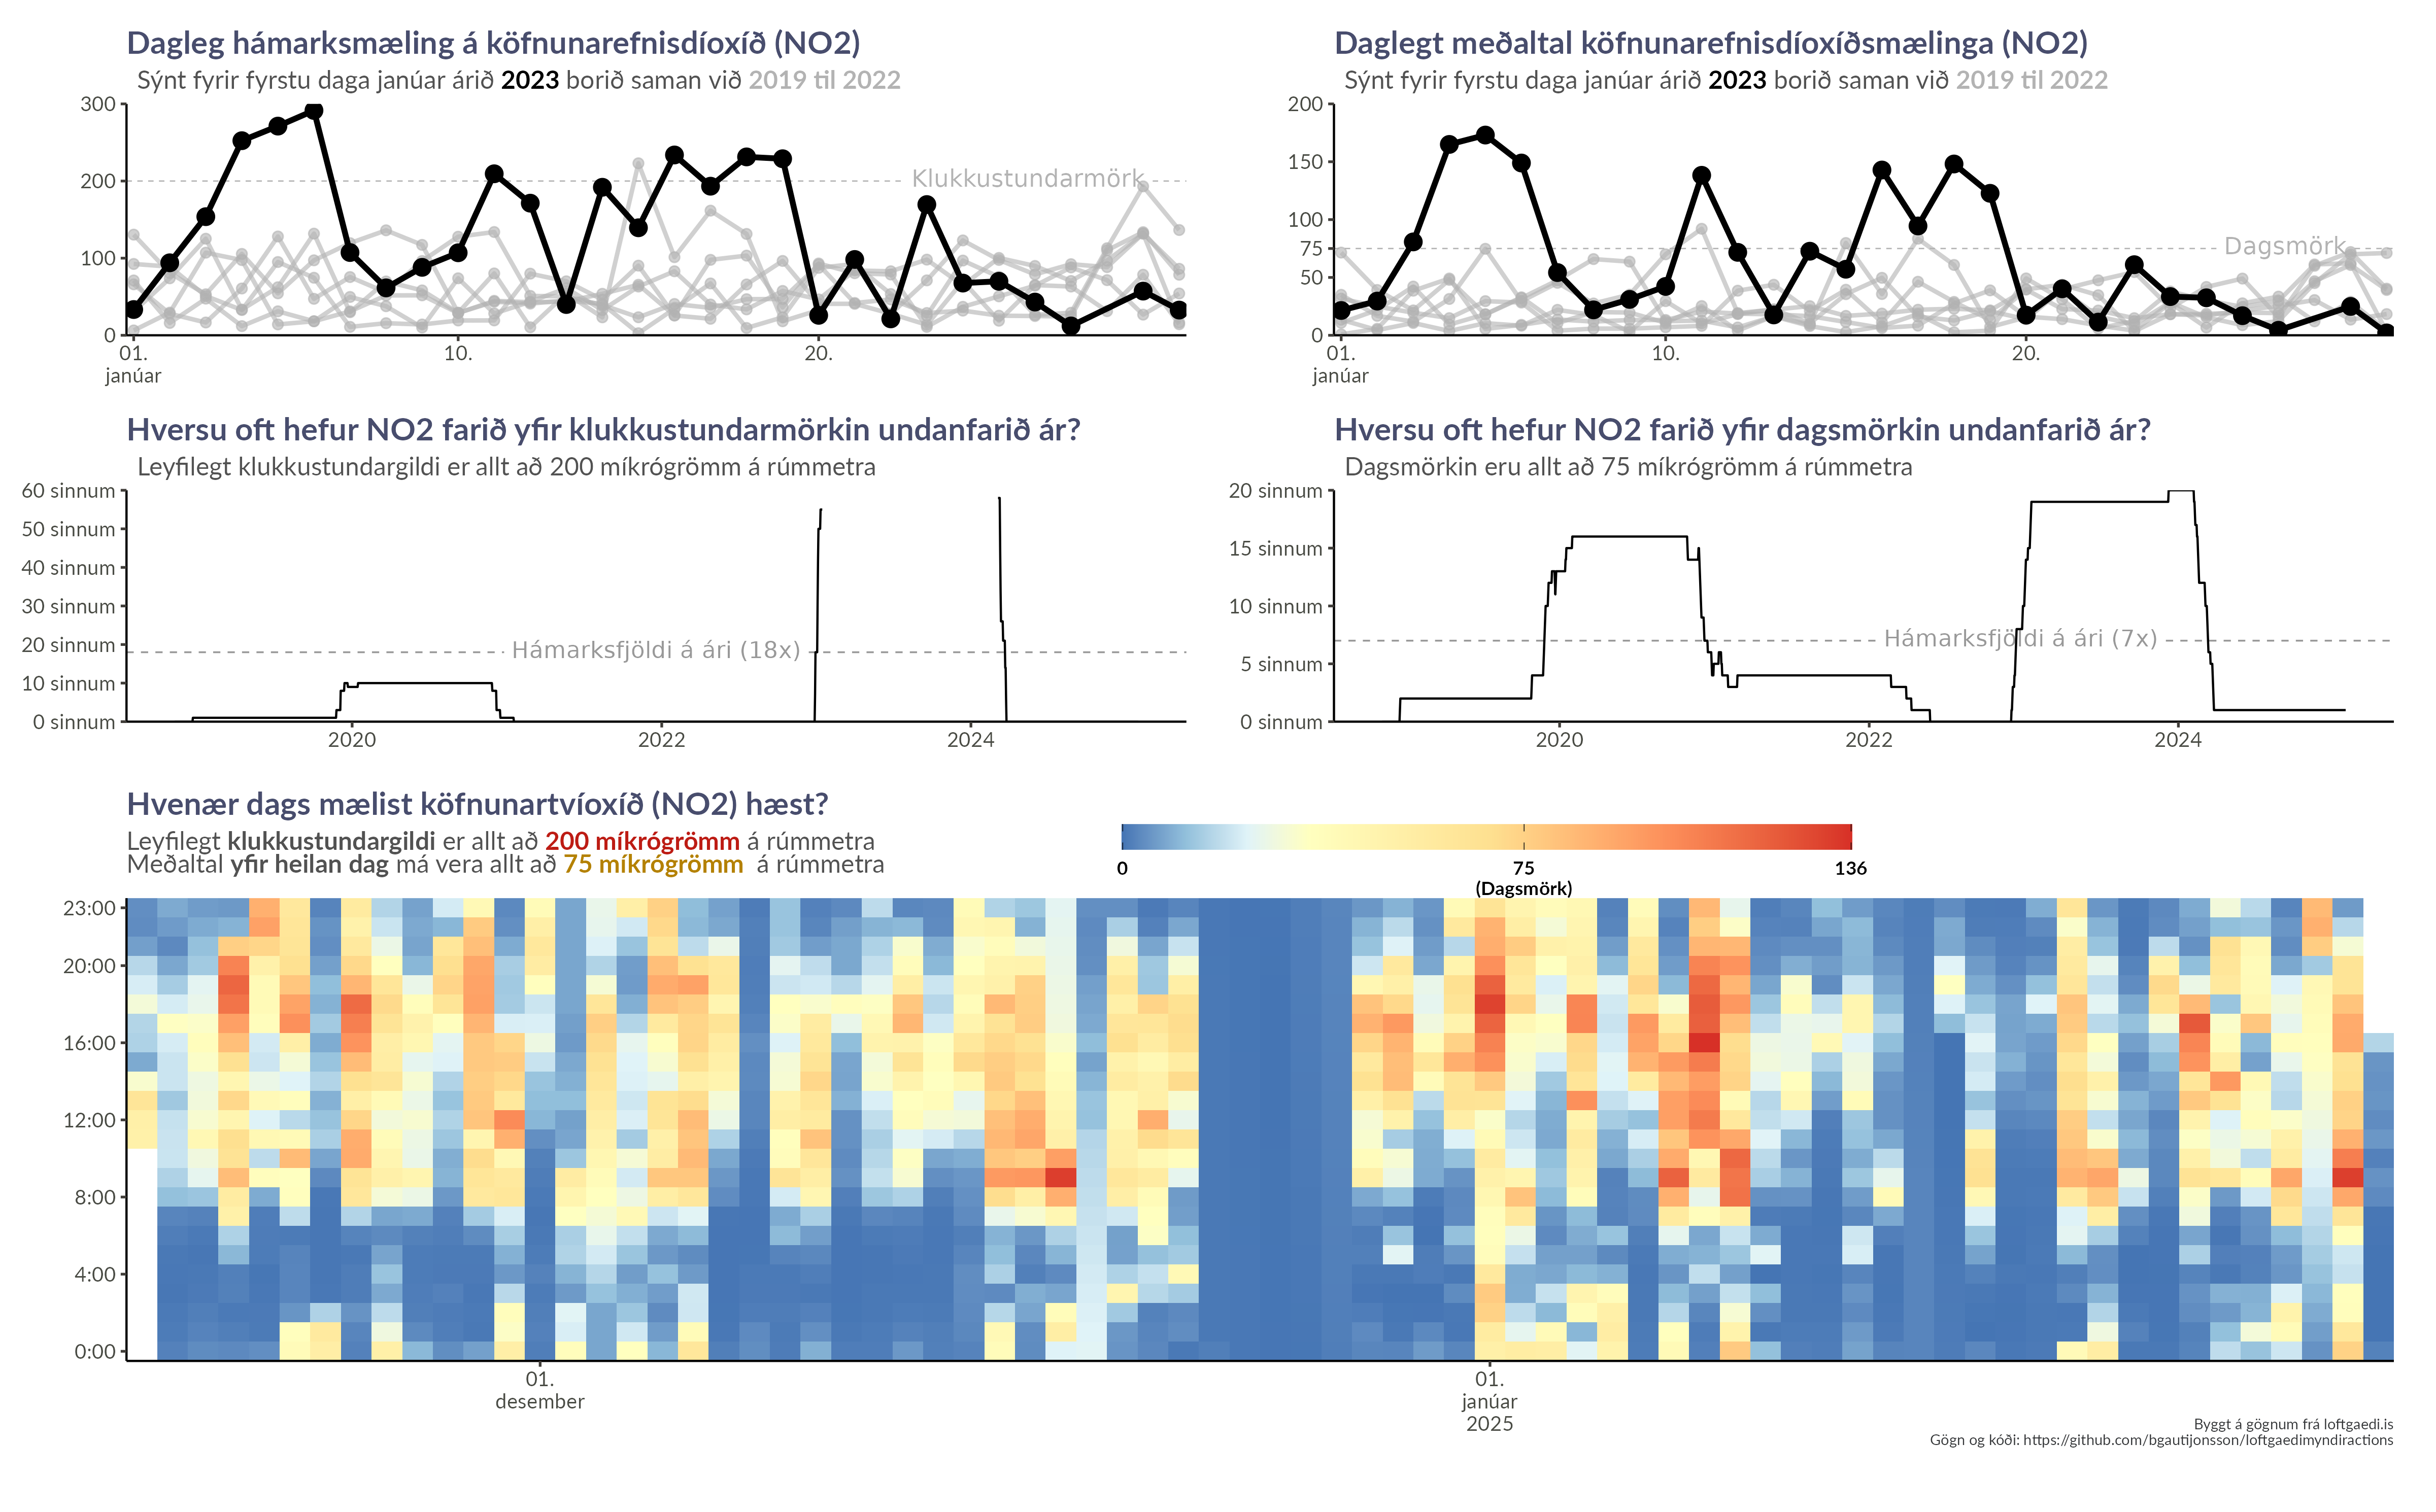 Dagleg hámarksmæling á köfnunarefnisdíoxíð (NO2)
Sýnt fyrir fyrstu daga janúar árið 2023 borið saman við 2019 til 2022
300
200
100
0
Klukkustundarmörk
01.
janúar
10.
20.
Daglegt meðaltal köfnunarefnisdíoxíðsmælinga (NO2)
Sýnt fyrir fyrstu daga janúar árið 2023 borið saman við 2019 til 2022
200
150
100
75
50
0
Dagsmörk
01.
janúar
10.
20.
Hversu oft hefur NO2 farið yfir klukkustundarmörkin undanfarið ár?
Leyfilegt klukkustundargildi er allt að 200 míkrógrömm á rúmmetra
60 sinnum
50 sinnum
40 sinnum
30 sinnum
20 sinnum
10 sinnum
0 sinnum
Hámarksfjöldi á ári (18x)
2020
2022
2024
Hversu oft hefur NO2 farið yfir dagsmörkin undanfarið ár?
Dagsmörkin eru allt að 75 míkrógrömm á rúmmetra
20 sinnum
15 sinnum
10 sinnum
5 sinnum
0 sinnum
Hámarksfjöldi á ári (7x)
2020
2022
2024
Hvenær dags mælist köfnunartvíoxíð (NO2) hæst?
Leyfilegt klukkustundargildi er allt að 200 míkrógrömm á rúmmetra
Meðaltal yfir heilan dag má vera allt að 75 míkrógrömm á rúmmetra
0
75
(Dagsmörk)
136
23:00
20:00
16:00
12:00
8:00
4:00
0:00
01.
desember
01.
janúar
2025
Byggt á gögnum frá loftgaedi.is
Gögn og kóði: https://github.com/bgautijonsson/loftgaedimyndiractions